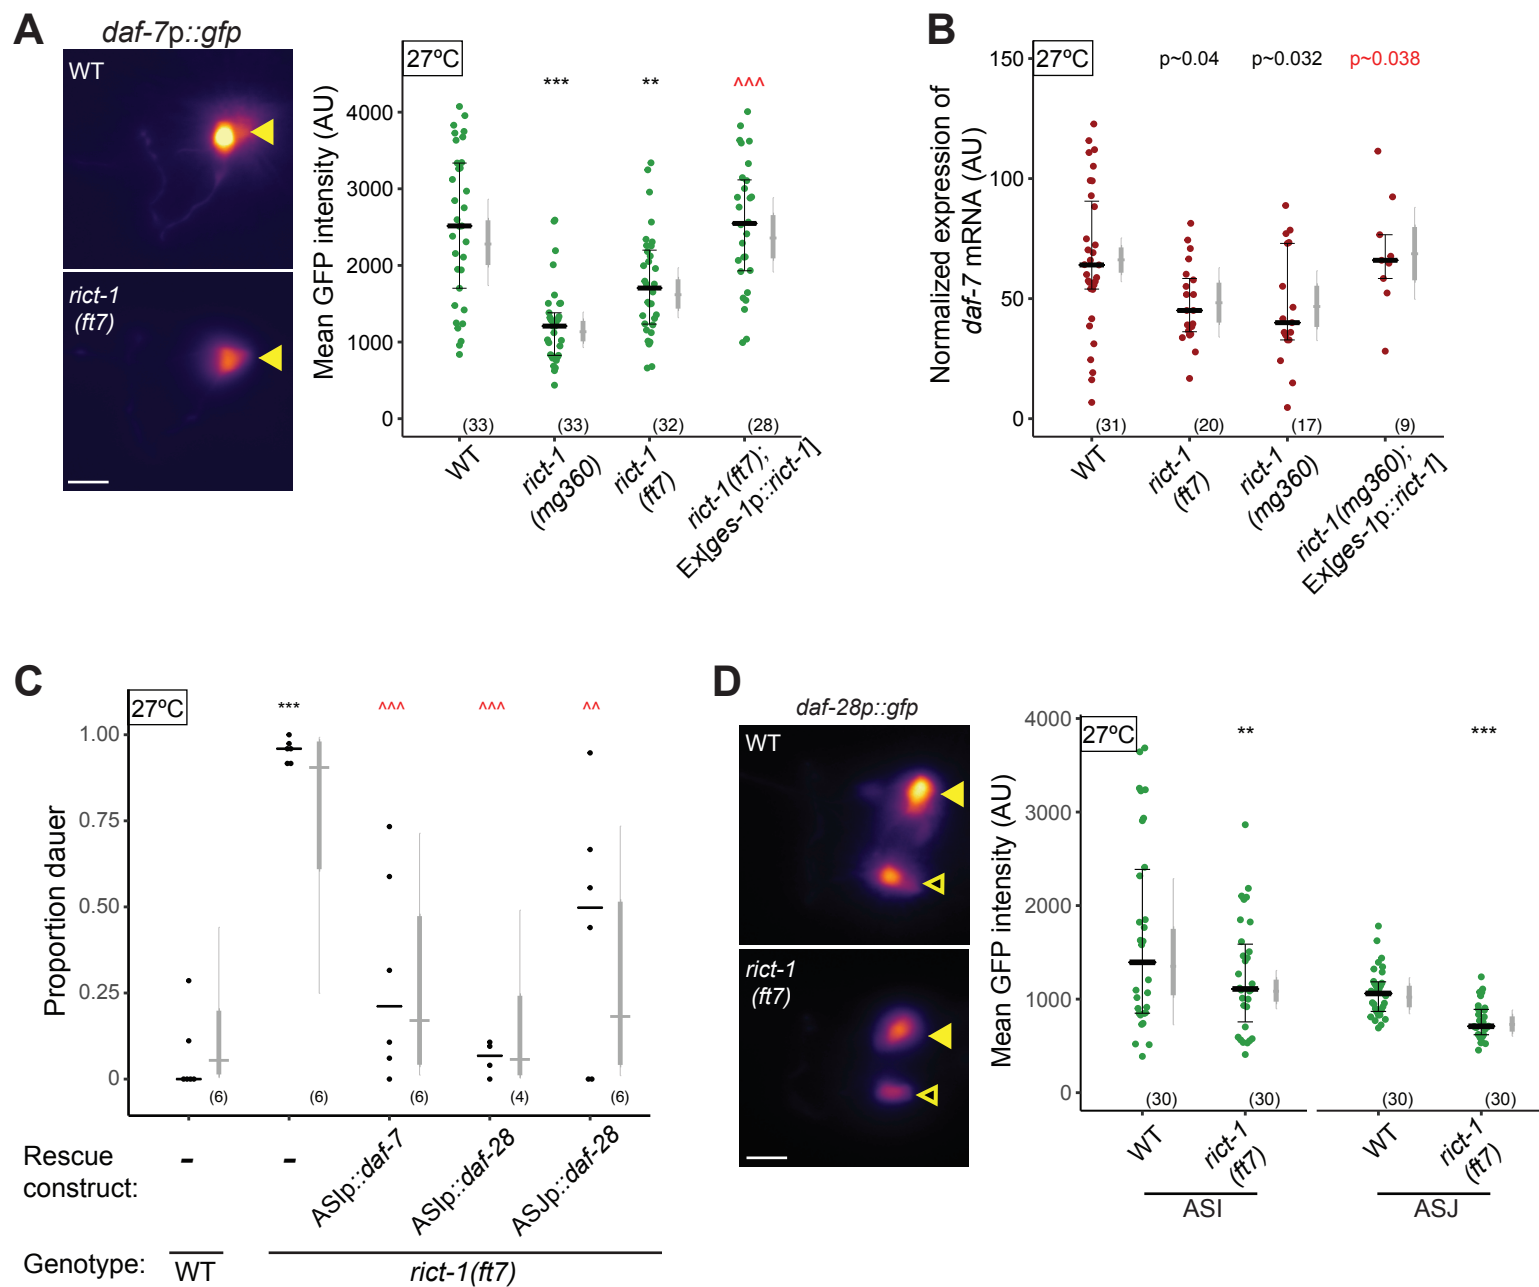 A
daf-7p::gfp
WT
rict-1
(ft7)
27ºC
*** ** ^^^
Mean GFP intensity (AU)
4000
3000
2000
1000
0
(33) (33) (32) (28)
WT
rict-1
(mg360)
rict-1
(ft7)
rict-1(ft7);
Ex[ges-1p::rict-1]
B
27ºC
p~0.04 p~0.032 p~0.038
Normalized expression of
daf-7 mRNA (AU)
150
100
50
0
(31) (20) (17) (9)
WT
rict-1
(ft7)
rict-1
(mg360)
rict-1(mg360);
Ex[ges-1p::rict-1]
C
27ºC
*** ^^^ ^^^ ^^
Proportion dauer
1.00
0.75
0.50
0.25
0
(6) (6) (6) (4) (6)
Rescue
construct:
- - ASIp::daf-7 ASIp::daf-28 ASJp::daf-28
Genotype: WT rict-1(ft7)
D
daf-28p::gfp
WT
rict-1
(ft7)
27ºC
** ***
Mean GFP intensity (AU)
4000
3000
2000
1000
0
(30) (30) (30) (30)
WT
rict-1
(ft7)
WT
rict-1
(ft7)
ASI ASJ